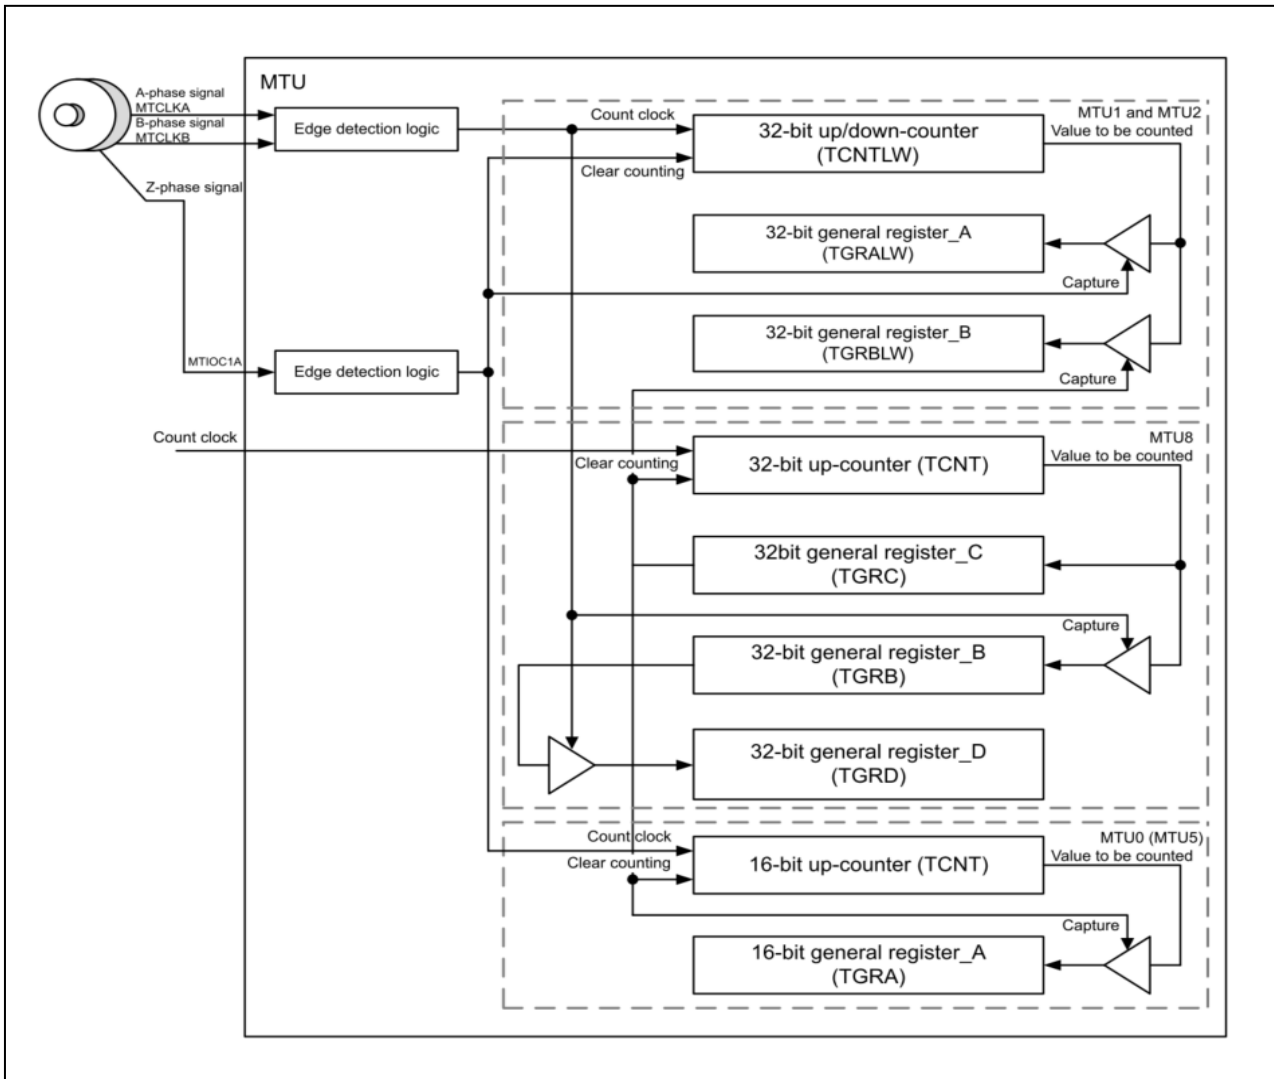 MTU
A-phase signal
MTCLKA
B-phase signal
MTCLKB
Z-phase signal
Edge detection logic
MTIOC1A
Edge detection logic
Count clock
MTU1 and MTU2
Count clock
Clear counting
32-bit up/down-counter
(TCNTLW)
Value to be counted
32-bit general register_A
(TGRALW)
Capture
32-bit general register_B
(TGRBLW)
Capture
MTU8
Clear counting
32-bit up-counter (TCNT)
Value to be counted
32bit general register_C
(TGRC)
Capture
32-bit general register_B
(TGRB)
32-bit general register_D
(TGRD)
MTU0 (MTU5)
Count clock
Clear counting
16-bit up-counter (TCNT)
Value to be counted
Capture
16-bit general register_A
(TGRA)